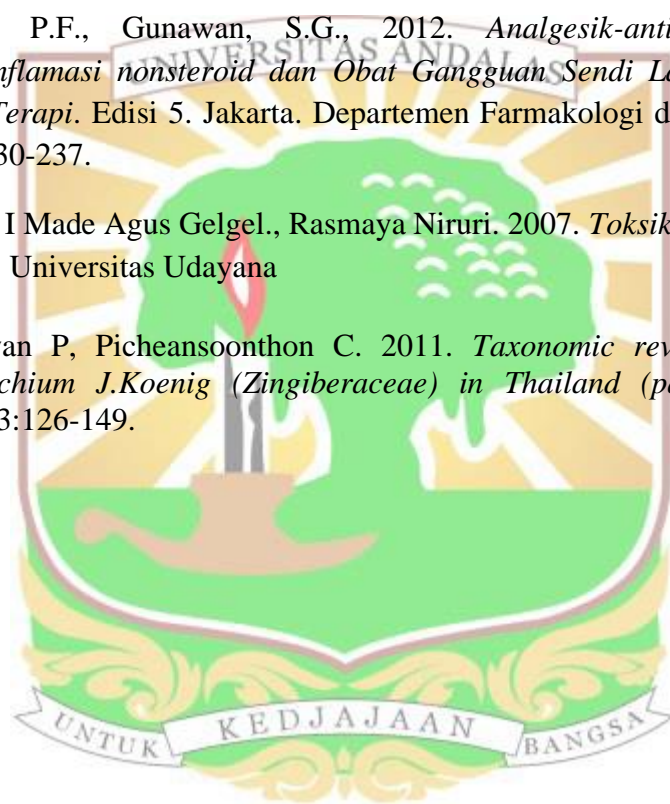 P.F., Gunawan, S.G., 2012. Analgesik-anti
UNIVERSITAS ANDALAS
nflamasi nonsteroid dan Obat Gangguan Sendi La
Terapi. Edisi 5. Jakarta. Departemen Farmakologi d
30-237.
I Made Agus Gelgel., Rasmaya Niruri. 2007. Toksik
Universitas Udayana
an P, Picheansoonthon C. 2011. Taxonomic rev
chium J.Koenig (Zingiberaceae) in Thailand (pa
3:126-149.
UNTUK KEDJAJAAN BANGSA